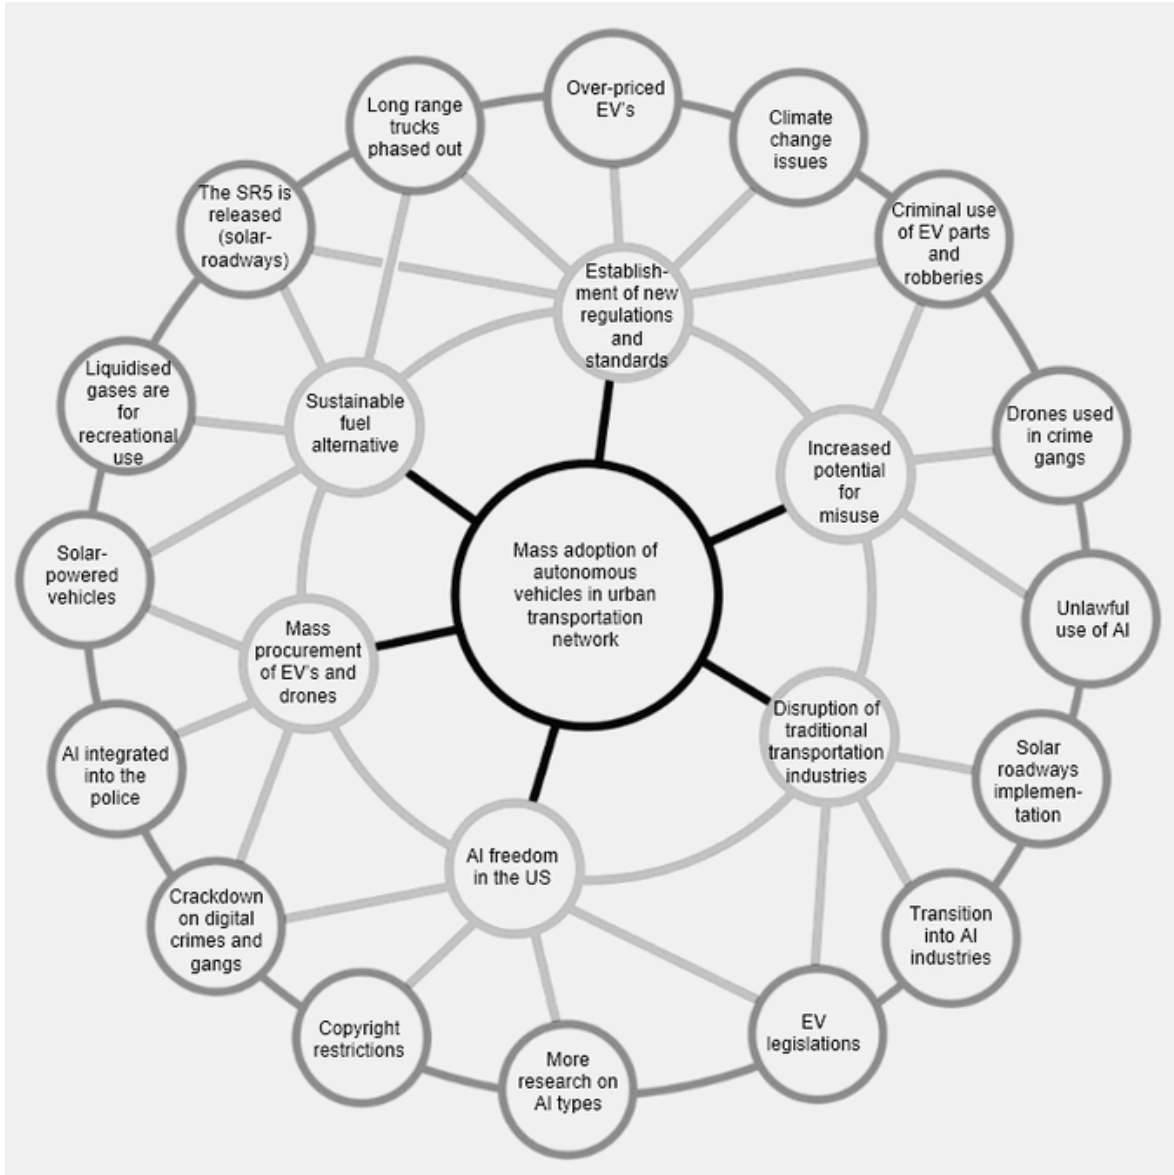 Over-priced
EV's
Long range
trucks
phased out
Climate
change
issues
The SR5 is
released
(solar-
roadways)
Criminal use
of EV parts
and
robberies
Establish-
ment of new
regulations
and
standards
Liquidised
gases are
for
recreational
use
Sustainable
fuel
alternative
Increased
potential
for
misuse
Drones used
in crime
gangs
Solar-
powered
vehicles
Mass adoption of
autonomous
vehicles in urban
transportation
network
Unlawful
use of AI
Mass
procurement
of EV's and
drones
Disruption of
traditional
transportation
industries
AI integrated
into the
police
Solar
roadways
implemen-
tation
AI freedom
in the US
Crackdown
on digital
crimes and
gangs
Transition
into AI
industries
Copyright
restrictions
EV
legislations
More
research on
AI types